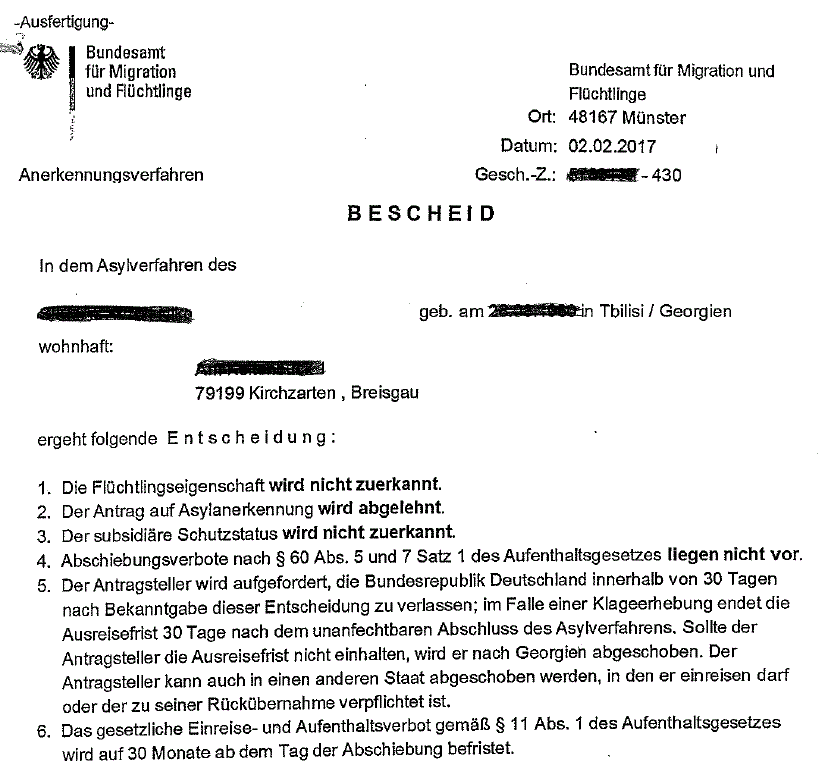 -Ausfertigung-
Bundesamt
für Migration
und Flüchtlinge
Bundesamt für Migration und
Flüchtlinge
Ort: 48167 Münster
Datum: 02.02.2017
Anerkennungsverfahren
Gesch.-Z.: - 430
BESCHEID
In dem Asylverfahren des
geb. am in Tbilisi / Georgien
wohnhaft:
79199 Kirchzarten , Breisgau
ergeht folgende Entscheidung:
1. Die Flüchtlingseigenschaft wird nicht zuerkannt.
2. Der Antrag auf Asylanerkennung wird abgelehnt.
3. Der subsidiäre Schutzstatus wird nicht zuerkannt.
4. Abschiebungsverbote nach § 60 Abs. 5 und 7 Satz 1 des Aufenthaltsgesetzes liegen nicht vor.
5. Der Antragsteller wird aufgefordert, die Bundesrepublik Deutschland innerhalb von 30 Tagen
nach Bekanntgabe dieser Entscheidung zu verlassen; im Falle einer Klageerhebung endet die
Ausreisefrist 30 Tage nach dem unanfechtbaren Abschluss des Asylverfahrens. Sollte der
Antragsteller die Ausreisefrist nicht einhalten, wird er nach Georgien abgeschoben. Der
Antragsteller kann auch in einen anderen Staat abgeschoben werden, in den er einreisen darf
oder der zu seiner Rückübernahme verpflichtet ist.
6. Das gesetzliche Einreise- und Aufenthaltsverbot gemäß § 11 Abs. 1 des Aufenthaltsgesetzes
wird auf 30 Monate ab dem Tag der Abschiebung befristet.